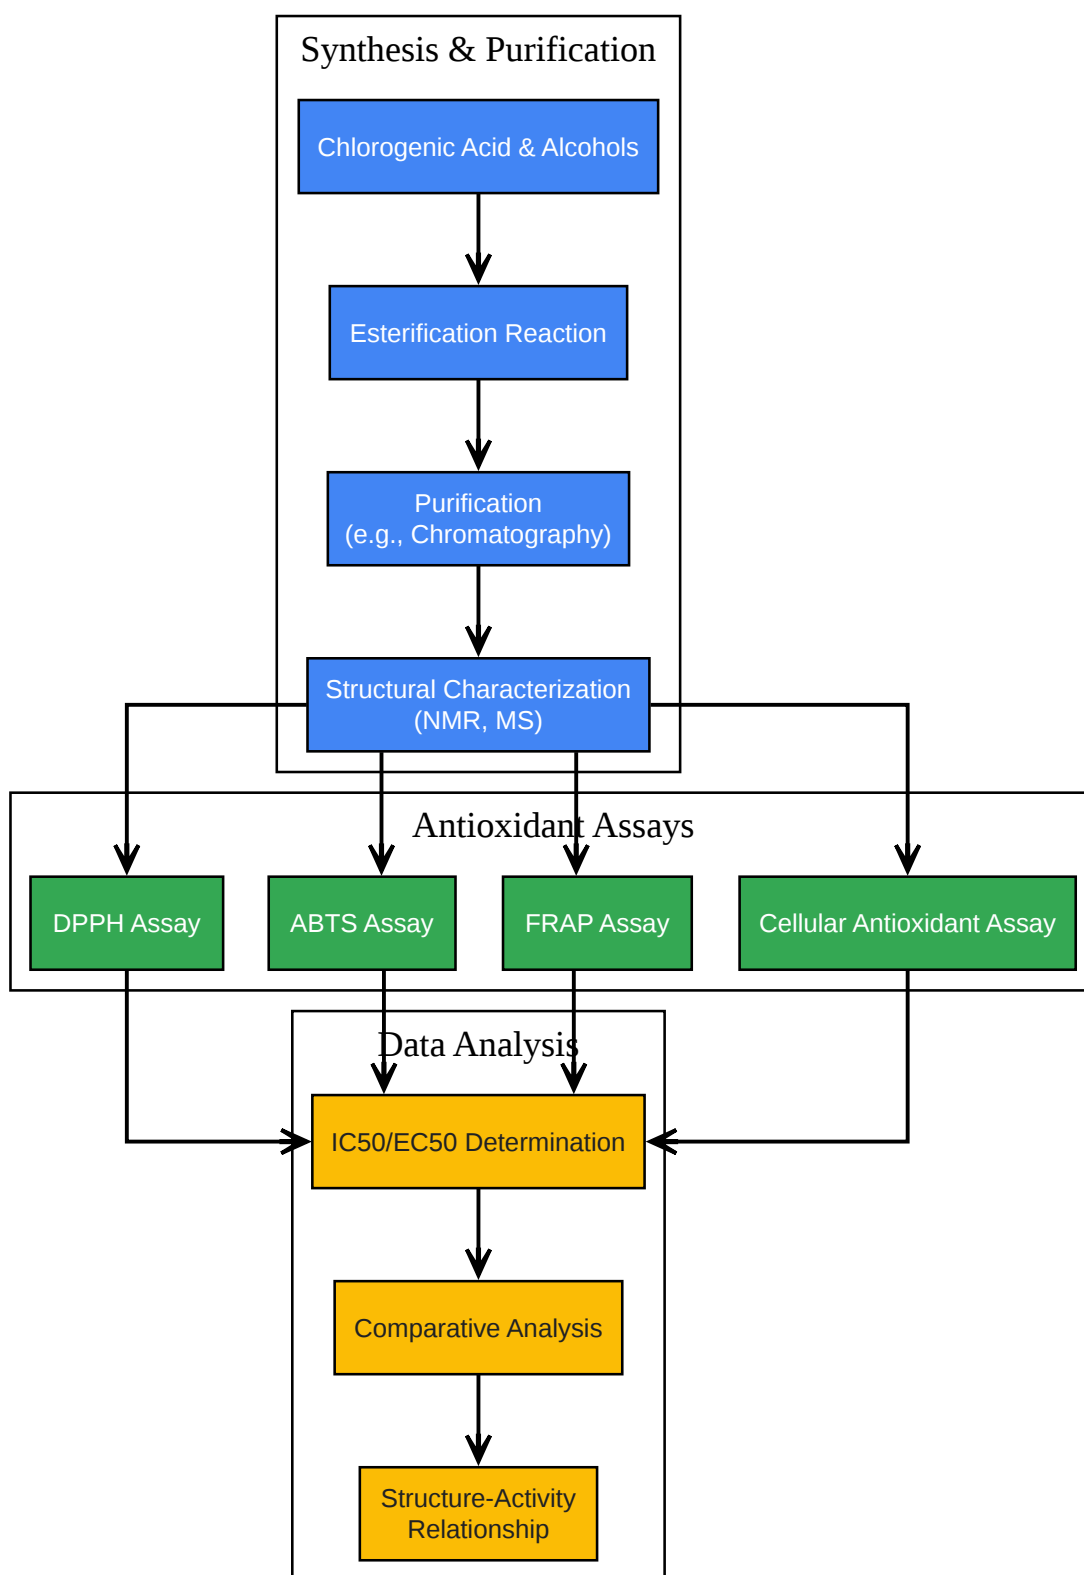 Synthesis & Purification
Chlorogenic Acid & Alcohols
Esterification Reaction
Purification
(e.g., Chromatography)
Structural Characterization
(NMR, MS)
Antioxidant Assays
DPPH Assay
ABTS Assay
FRAP Assay
Cellular Antioxidant Assay
Data Analysis
IC50/EC50 Determination
Comparative Analysis
Structure-Activity
Relationship